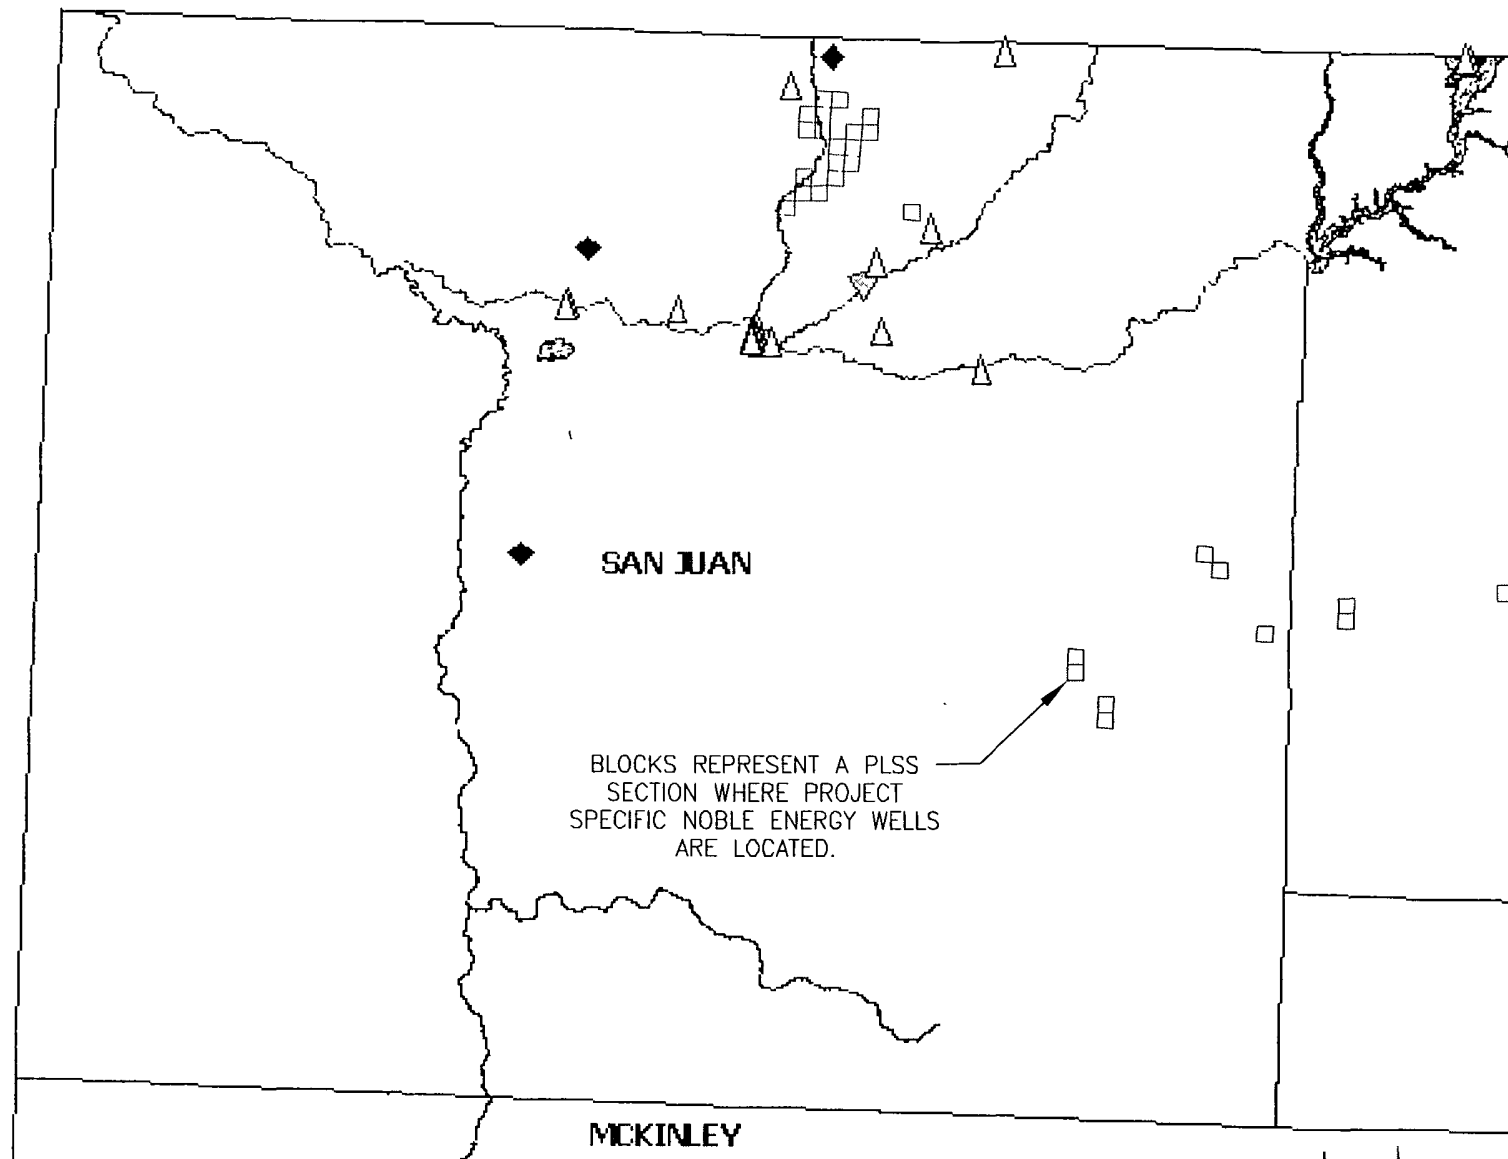 SAN JUAN
BLOCKS REPRESENT A PLSS
SECTION WHERE PROJECT
SPECIFIC NOBLE ENERGY WELLS
ARE LOCATED.
MCKINLEY